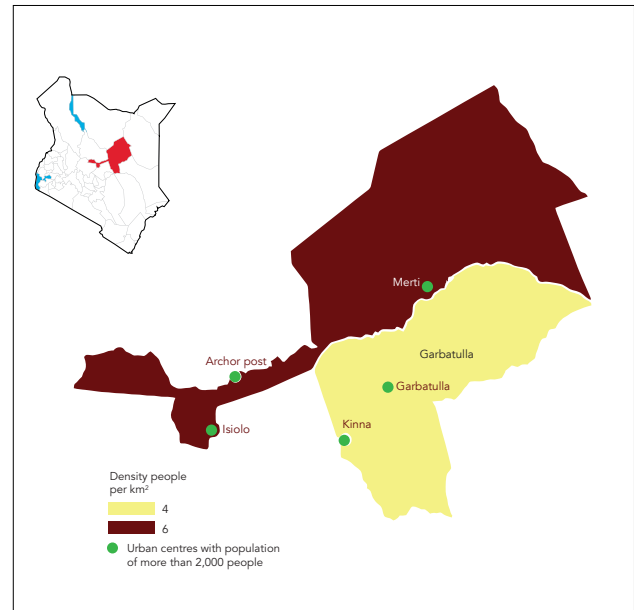 Merti
Garbatulla
Archor post
Garbatulla
Kinna
Isiolo
Density people
per km²
4
6
Urban centres with population
of more than 2,000 people